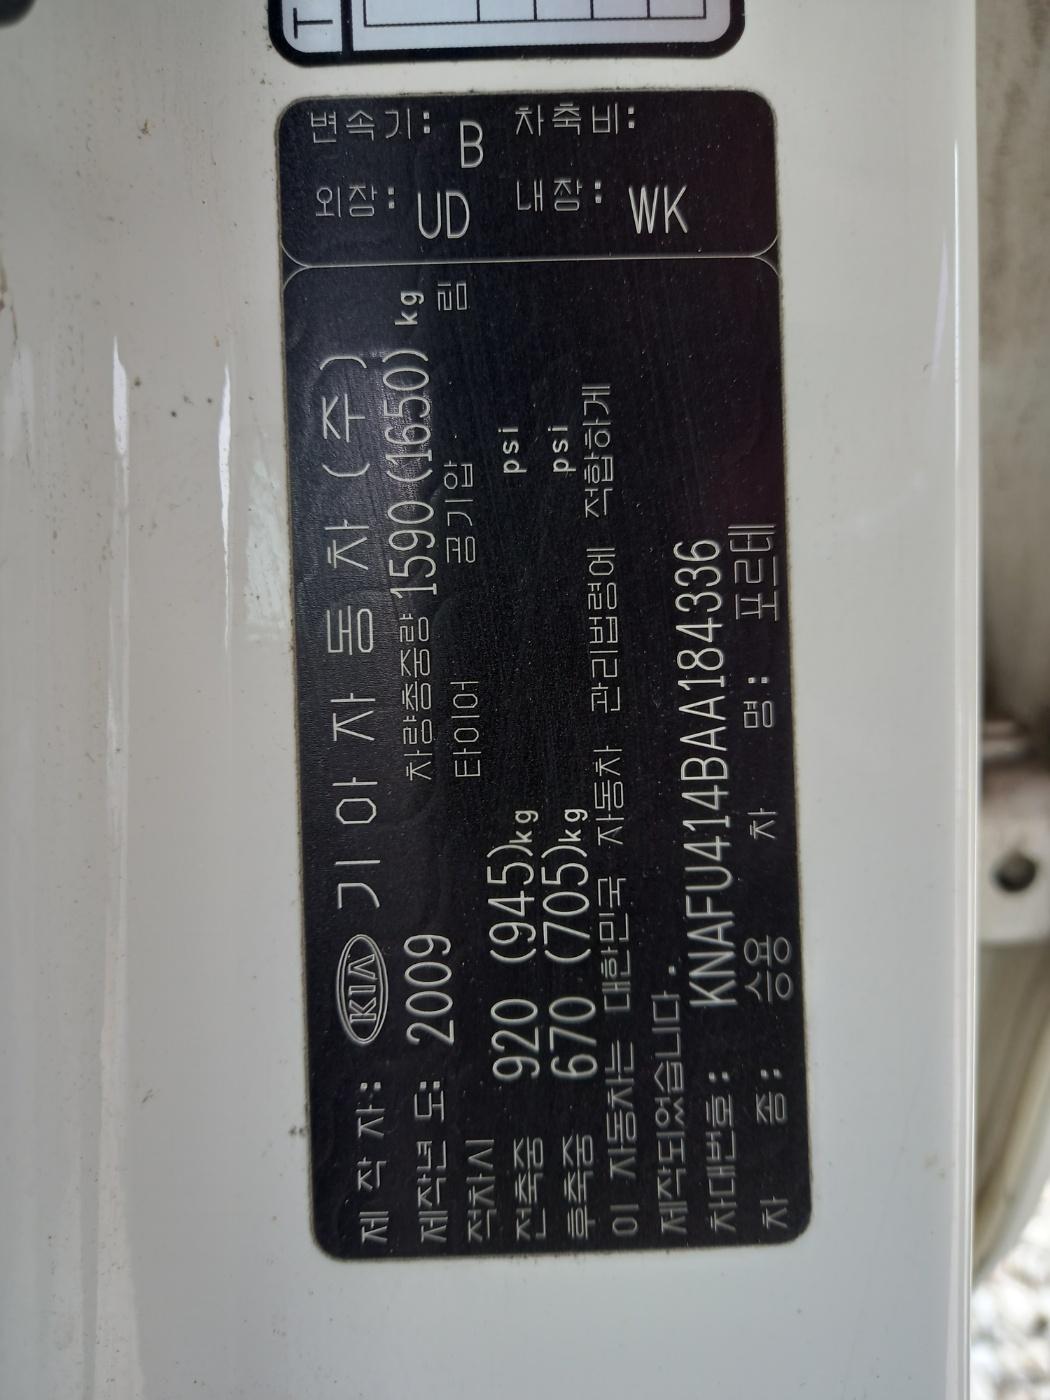 T
변속기: B 차축비:
외장: UD 내장: WK
제 작 자: KIA 기 아 자 동 차 (주)
제작년 도: 2009 차량총중량 1590 (1650) kg
적차시 타이어 공기압 림
전축중 920 (945)kg psi
후축중 670 (705)kg psi
이 자동차는 대한민국 자동차 관리법령에 적합하게
제작되었습니다.
차대번호: KNAFU414BAA184336
차 종: 승용 차 명: 포르테